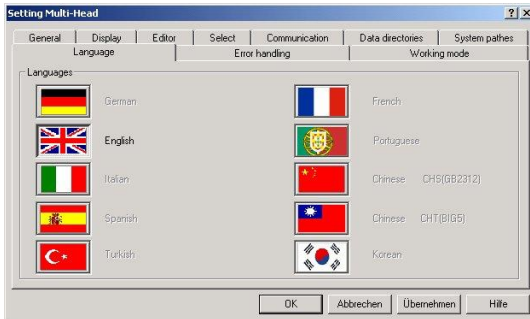 Setting Multi-Head
General Display Editor Select Communication Data directories System pathes
Language Error handling Working mode
Languages
German French
English Portuguese
Italian Chinese CHS(GB2312)
Spanish Chinese CHT(BIG5)
Turkish Korean
OK Abbrechen Übernehmen Hilfe